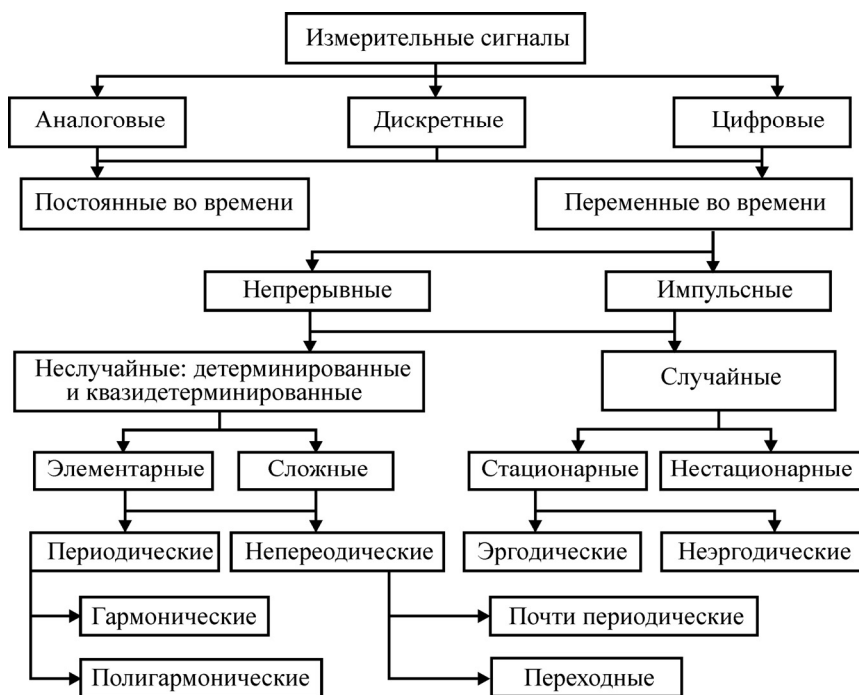 Измерительные сигналы
Аналоговые
Дискретные
Цифровые
Постоянные во времени
Переменные во времени
Непрерывные
Импульсные
Неслучайные: детерминированные
и квазидетерминированные
Случайные
Элементарные
Сложные
Стационарные
Нестационарные
Периодические
Непереодические
Эргодические
Неэргодические
Гармонические
Почти периодические
Полигармонические
Переходные